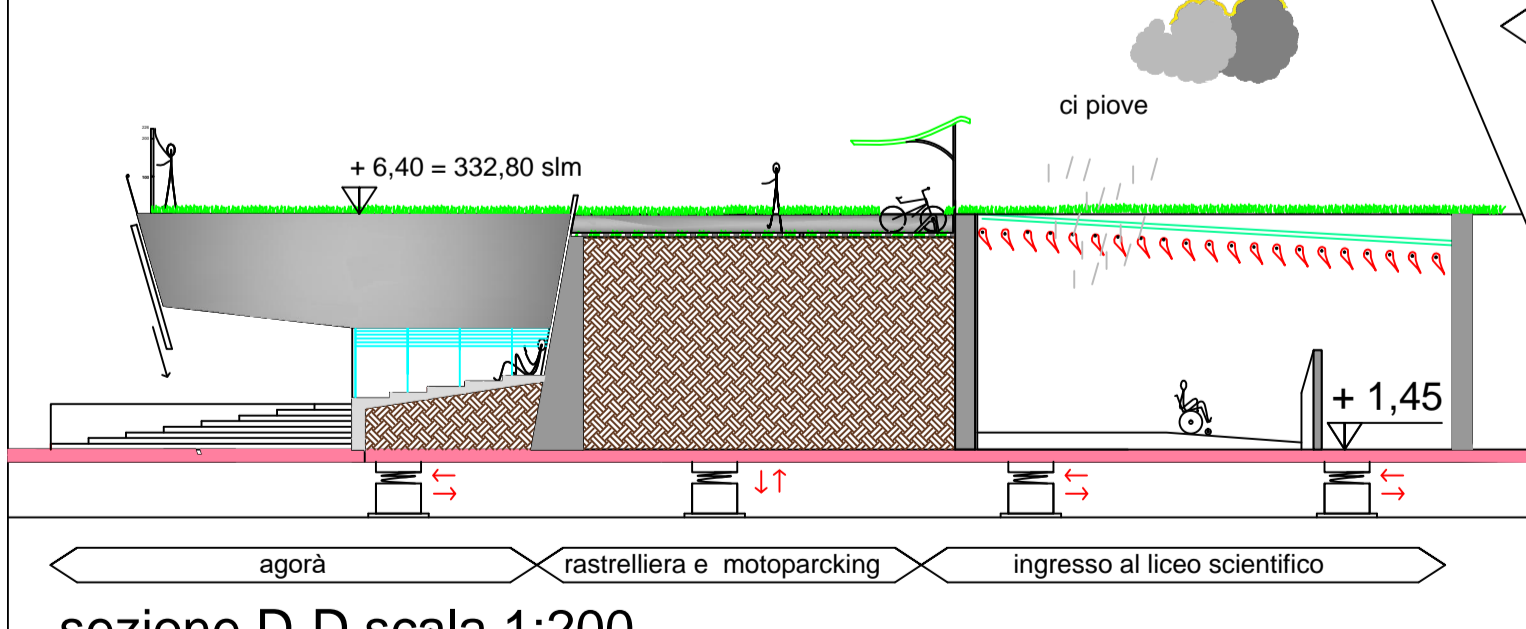 ci piove
+ 6,40 = 332,80 slm
+ 1,45
agorà
rastrelliera e motoparcking
ingresso al liceo scientifico
sezione D-D scala 1:200